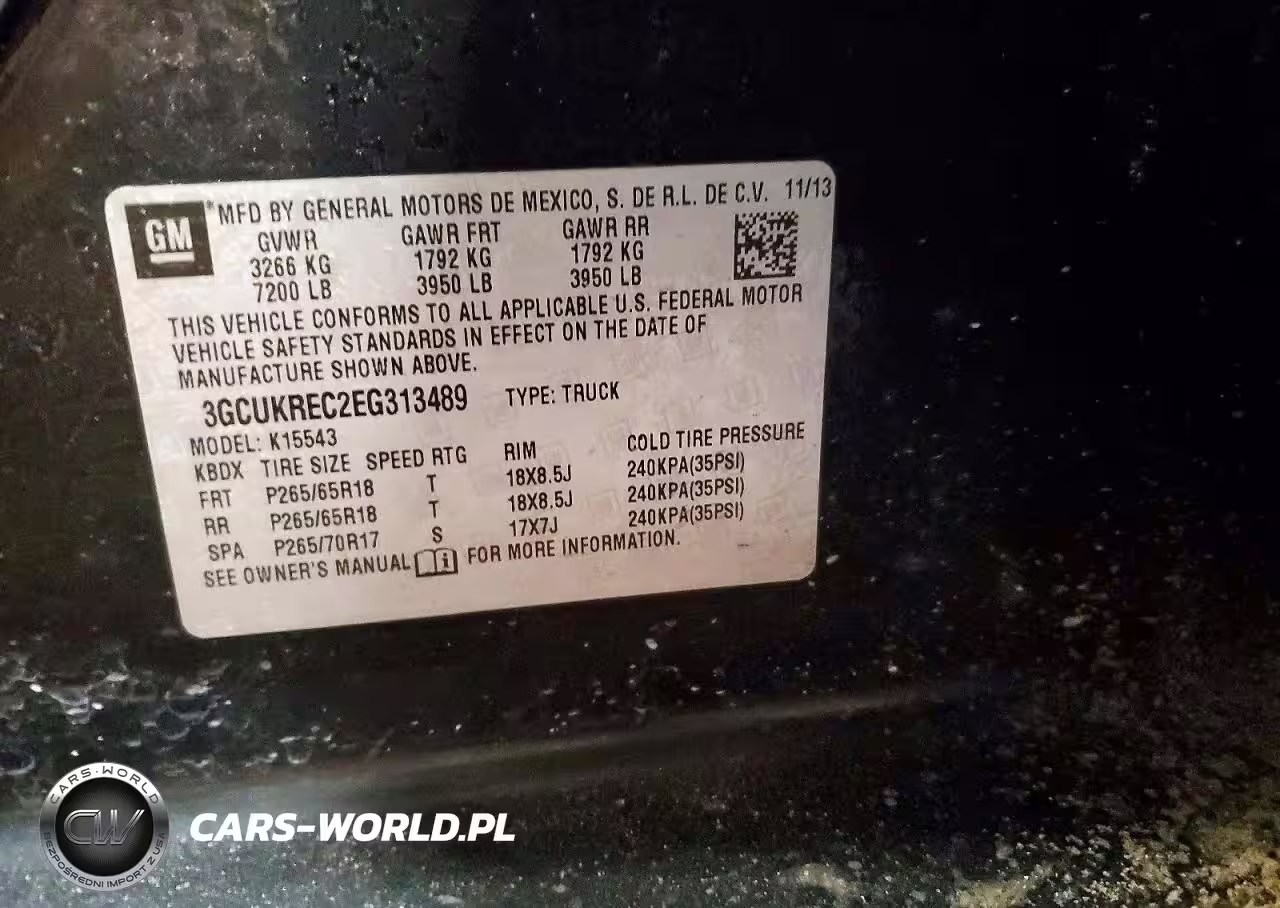 GM
*MFD BY GENERAL MOTORS DE MEXICO, S. DE R.L. DE C.V. 11/13
GVWR GAWR FRT GAWR RR
3266 KG 1792 KG 1792 KG
7200 LB 3950 LB 3950 LB
THIS VEHICLE CONFORMS TO ALL APPLICABLE U.S. FEDERAL MOTOR
VEHICLE SAFETY STANDARDS IN EFFECT ON THE DATE OF
MANUFACTURE SHOWN ABOVE.
3GCUKREC2EG313489 TYPE: TRUCK
MODEL: K15543
KBDX TIRE SIZE SPEED RTG RIM COLD TIRE PRESSURE
FRT P265/65R18 T 18X8.5J 240KPA(35PSI)
RR P265/65R18 T 18X8.5J 240KPA(35PSI)
SPA P265/70R17 S 17X7J 240KPA(35PSI)
SEE OWNER'S MANUAL i FOR MORE INFORMATION.
CARS-WORLD
CW
BEZPOŚREDNI IMPORT Z USA
CARS-WORLD.PL